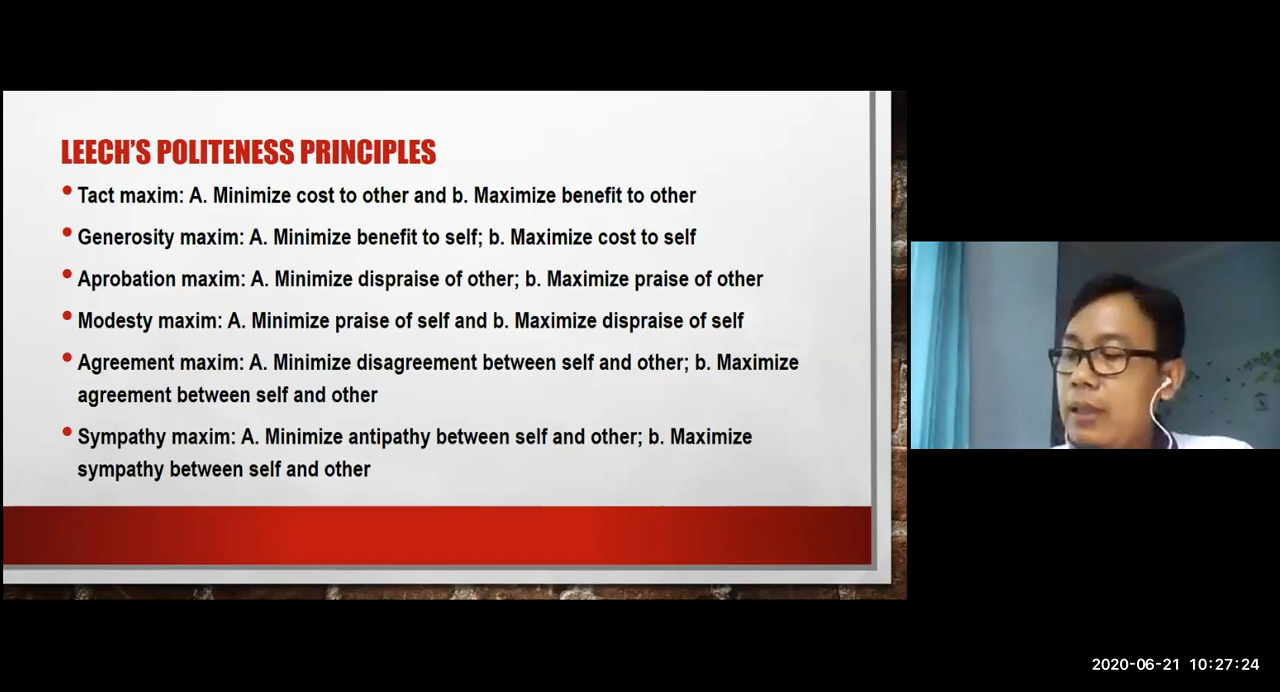 LEECH'S POLITENESS PRINCIPLES
• Tact maxim: A. Minimize cost to other and b. Maximize benefit to other
• Generosity maxim: A. Minimize benefit to self; b. Maximize cost to self
• Aprobation maxim: A. Minimize dispraise of other; b. Maximize praise of other
• Modesty maxim: A. Minimize praise of self and b. Maximize dispraise of self
• Agreement maxim: A. Minimize disagreement between self and other; b. Maximize
agreement between self and other
• Sympathy maxim: A. Minimize antipathy between self and other; b. Maximize
sympathy between self and other
2020-06-21 10:27:24